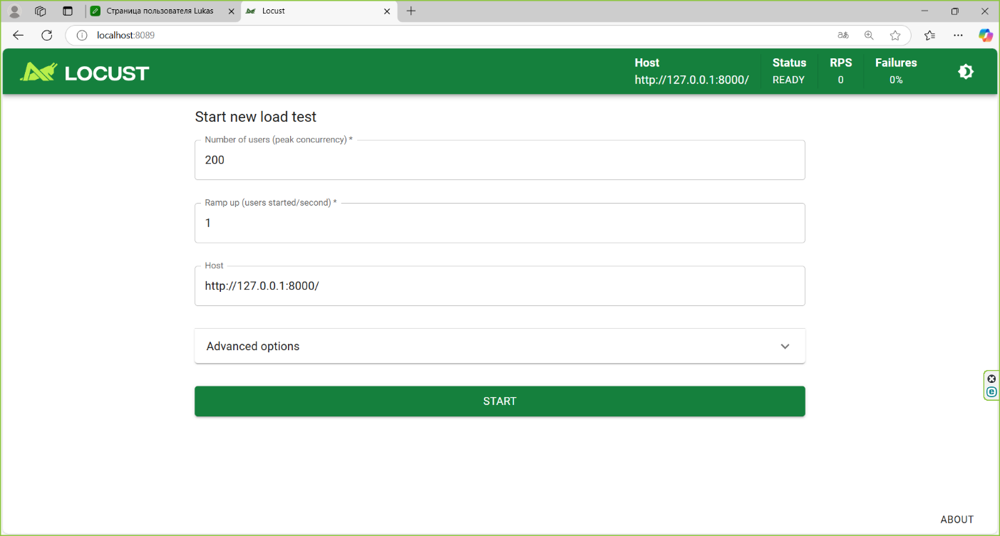 Страница пользователя Lukas
Locust
localhost:8089
LOCUST
Host
http://127.0.0.1:8000/
Status
READY
RPS
0
Failures
0%
Start new load test
Number of users (peak concurrency) *
200
Ramp up (users started/second) *
1
Host
http://127.0.0.1:8000/
Advanced options
START
ABOUT